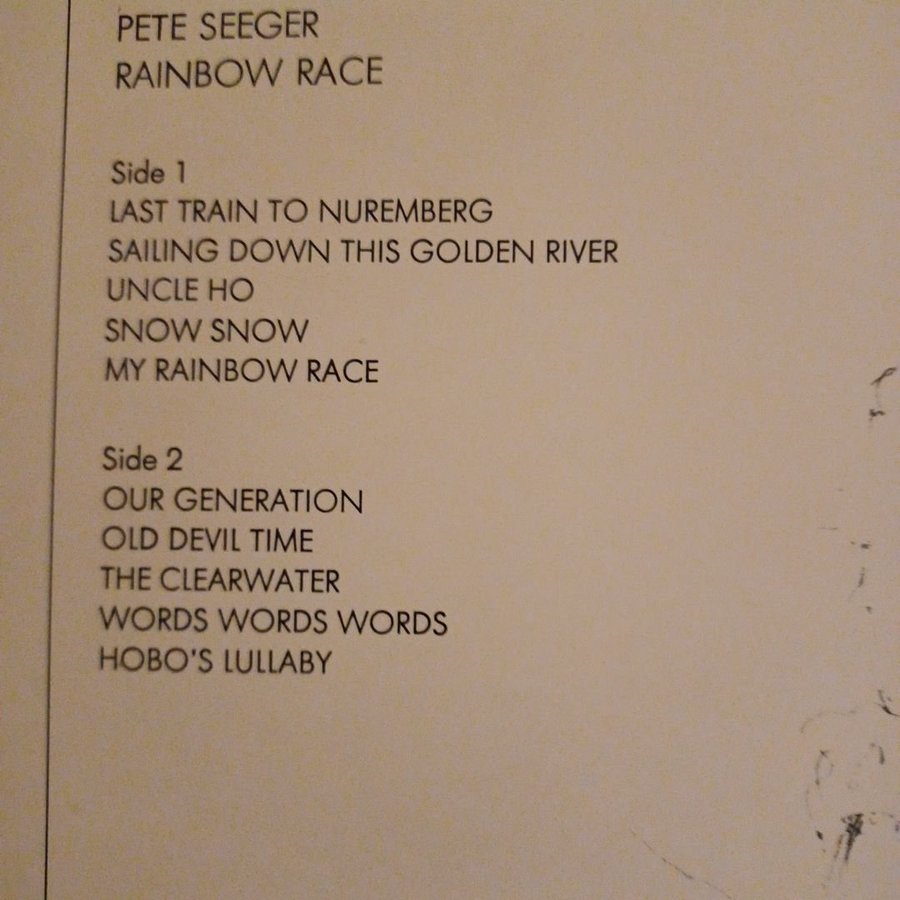 PETE SEEGER
RAINBOW RACE
Side 1
LAST TRAIN TO NUREMBERG
SAILING DOWN THIS GOLDEN RIVER
UNCLE HO
SNOW SNOW
MY RAINBOW RACE
Side 2
OUR GENERATION
OLD DEVIL TIME
THE CLEARWATER
WORDS WORDS WORDS
HOBO'S LULLABY